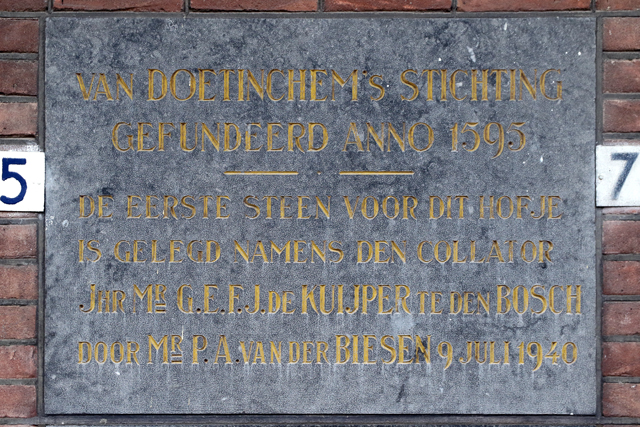 VAN DOETINCHEM'S STICHTING
GEFUNDEERD ANNO 1595
DE EERSTE STEEN VOOR DIT HOFJE
IS GELEGD NAMENS DEN COLLATOR
JHR MR G.E.F.J. DE KUIJPER TE DEN BOSCH
DOOR MR P.A. VAN DER BIESEN 9 JULI 1940
5
7